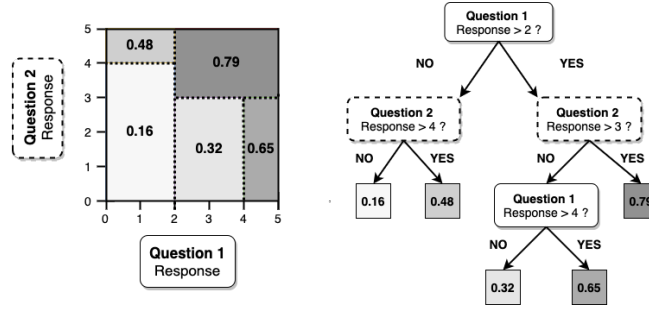 5
4
3
2
1
0
0 1 2 3 4 5
0.48
0.79
0.16
0.32
0.65
Question 2
Response
Question 1
Response
Question 1
Response > 2 ?
NO
YES
Question 2
Response > 4 ?
Question 2
Response > 3 ?
NO
YES
NO
YES
0.16
0.48
Question 1
Response > 4 ?
0.79
NO
YES
0.32
0.65